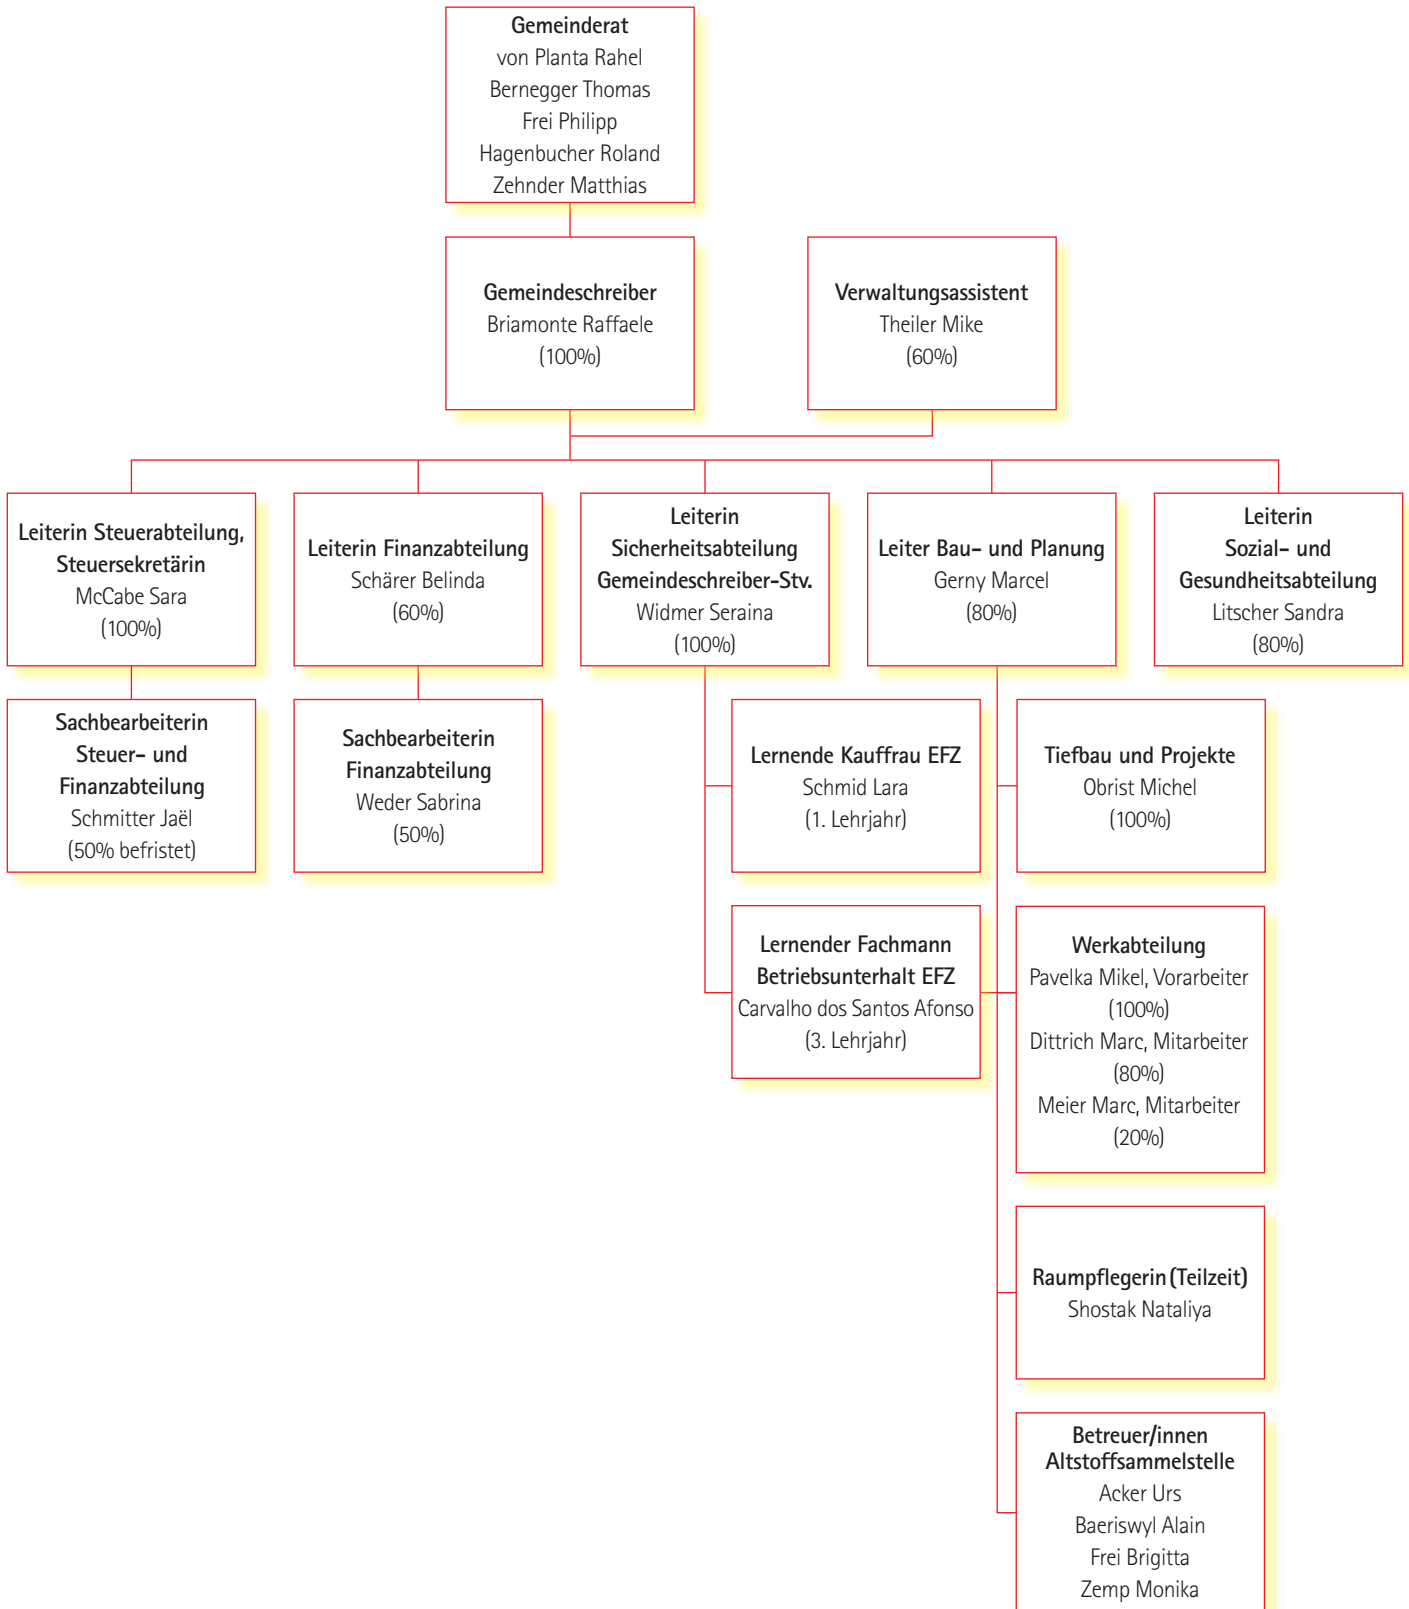 Gemeinderat
von Planta Rahel
Bernegger Thomas
Frei Philipp
Hagenbucher Roland
Zehnder Matthias
Gemeindeschreiber
Briamonte Raffaele
(100%)
Verwaltungsassistent
Theiler Mike
(60%)
Leiterin Steuerabteilung,
Steuersekretärin
McCabe Sara
(100%)
Leiterin Finanzabteilung
Schärer Belinda
(60%)
Leiterin
Sicherheitsabteilung
Gemeindeschreiber-Stv.
Widmer Seraina
(100%)
Leiter Bau- und Planung
Gerny Marcel
(80%)
Leiterin
Sozial- und
Gesundheitsabteilung
Litscher Sandra
(80%)
Sachbearbeiterin
Steuer- und
Finanzabteilung
Schmitter Jaël
(50% befristet)
Sachbearbeiterin
Finanzabteilung
Weder Sabrina
(50%)
Lernende Kauffrau EFZ
Schmid Lara
(1. Lehrjahr)
Tiefbau und Projekte
Obrist Michel
(100%)
Lernender Fachmann
Betriebsunterhalt EFZ
Carvalho dos Santos Afonso
(3. Lehrjahr)
Werkabteilung
Pavelka Mikel, Vorarbeiter
(100%)
Dittrich Marc, Mitarbeiter
(80%)
Meier Marc, Mitarbeiter
(20%)
Raumpflegerin (Teilzeit)
Shostak Nataliya
Betreuer/innen
Altstoffsammelstelle
Acker Urs
Baeriswyl Alain
Frei Brigitta
Zemp Monika